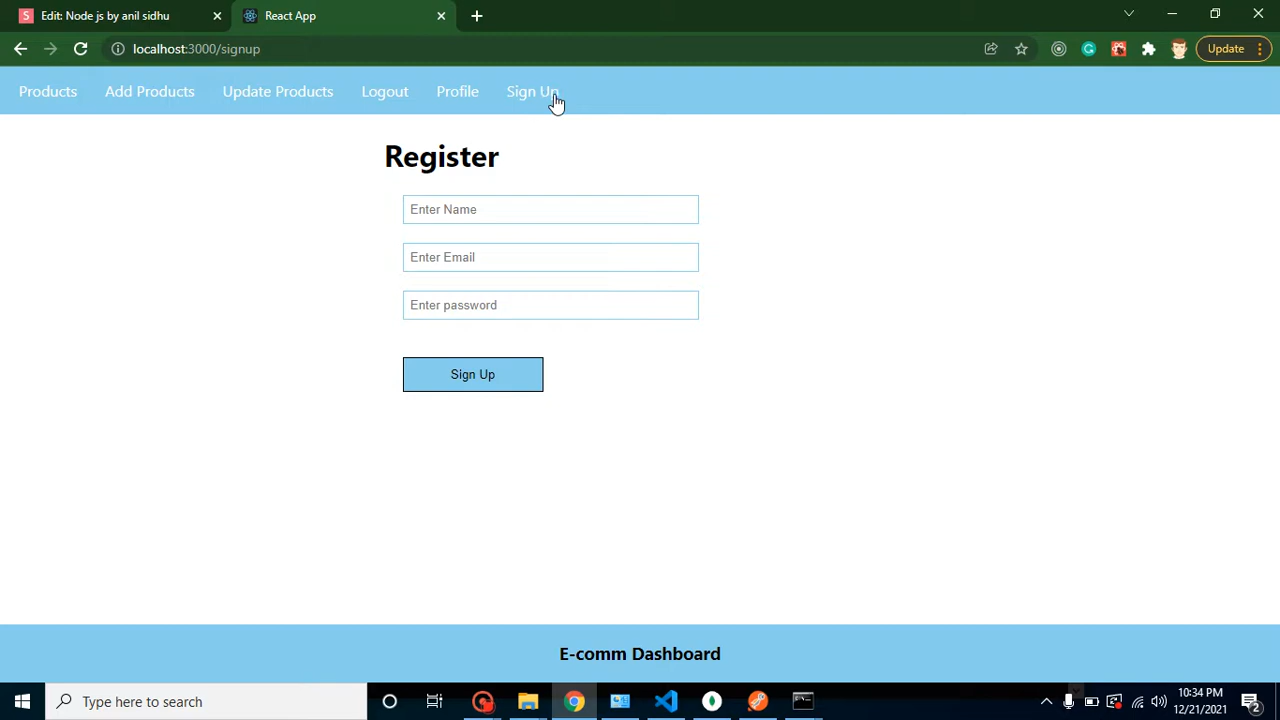 Edit: Node js by anil sidhu
React App
localhost:3000/signup
Update
Products Add Products Update Products Logout Profile Sign Up
Register
Enter Name
Enter Email
Enter password
Sign Up
E-comm Dashboard
Type here to search
10:34 PM
12/21/2021
2